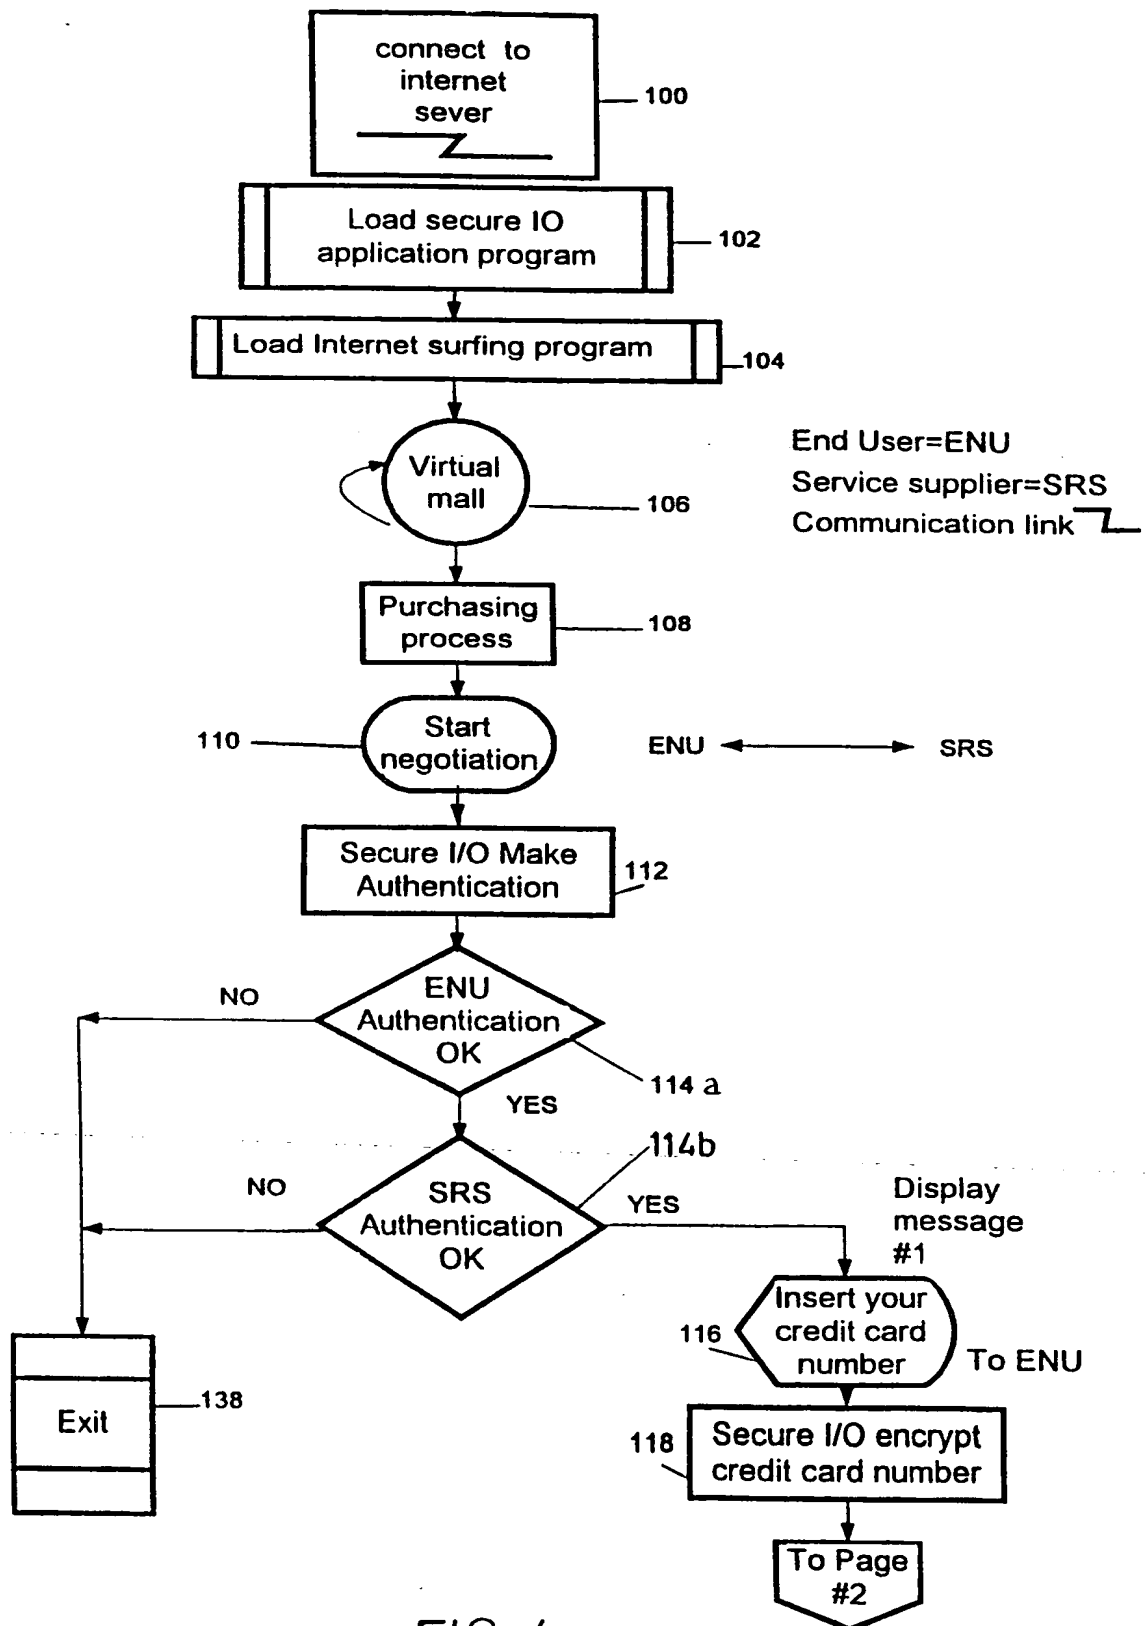 connect to
internet
sever
100
Load secure IO
application program
102
Load Internet surfing program
104
Virtual
mall
106
End User=ENU
Service supplier=SRS
Communication link
Purchasing
process
108
110
Start
negotiation
ENU
SRS
Secure I/O Make
Authentication
112
NO
ENU
Authentication
OK
114 a
YES
114b
NO
SRS
Authentication
OK
YES
Display
message
#1
Insert your
credit card
number
116
To ENU
Exit
138
118
Secure I/O encrypt
credit card number
To Page
#2